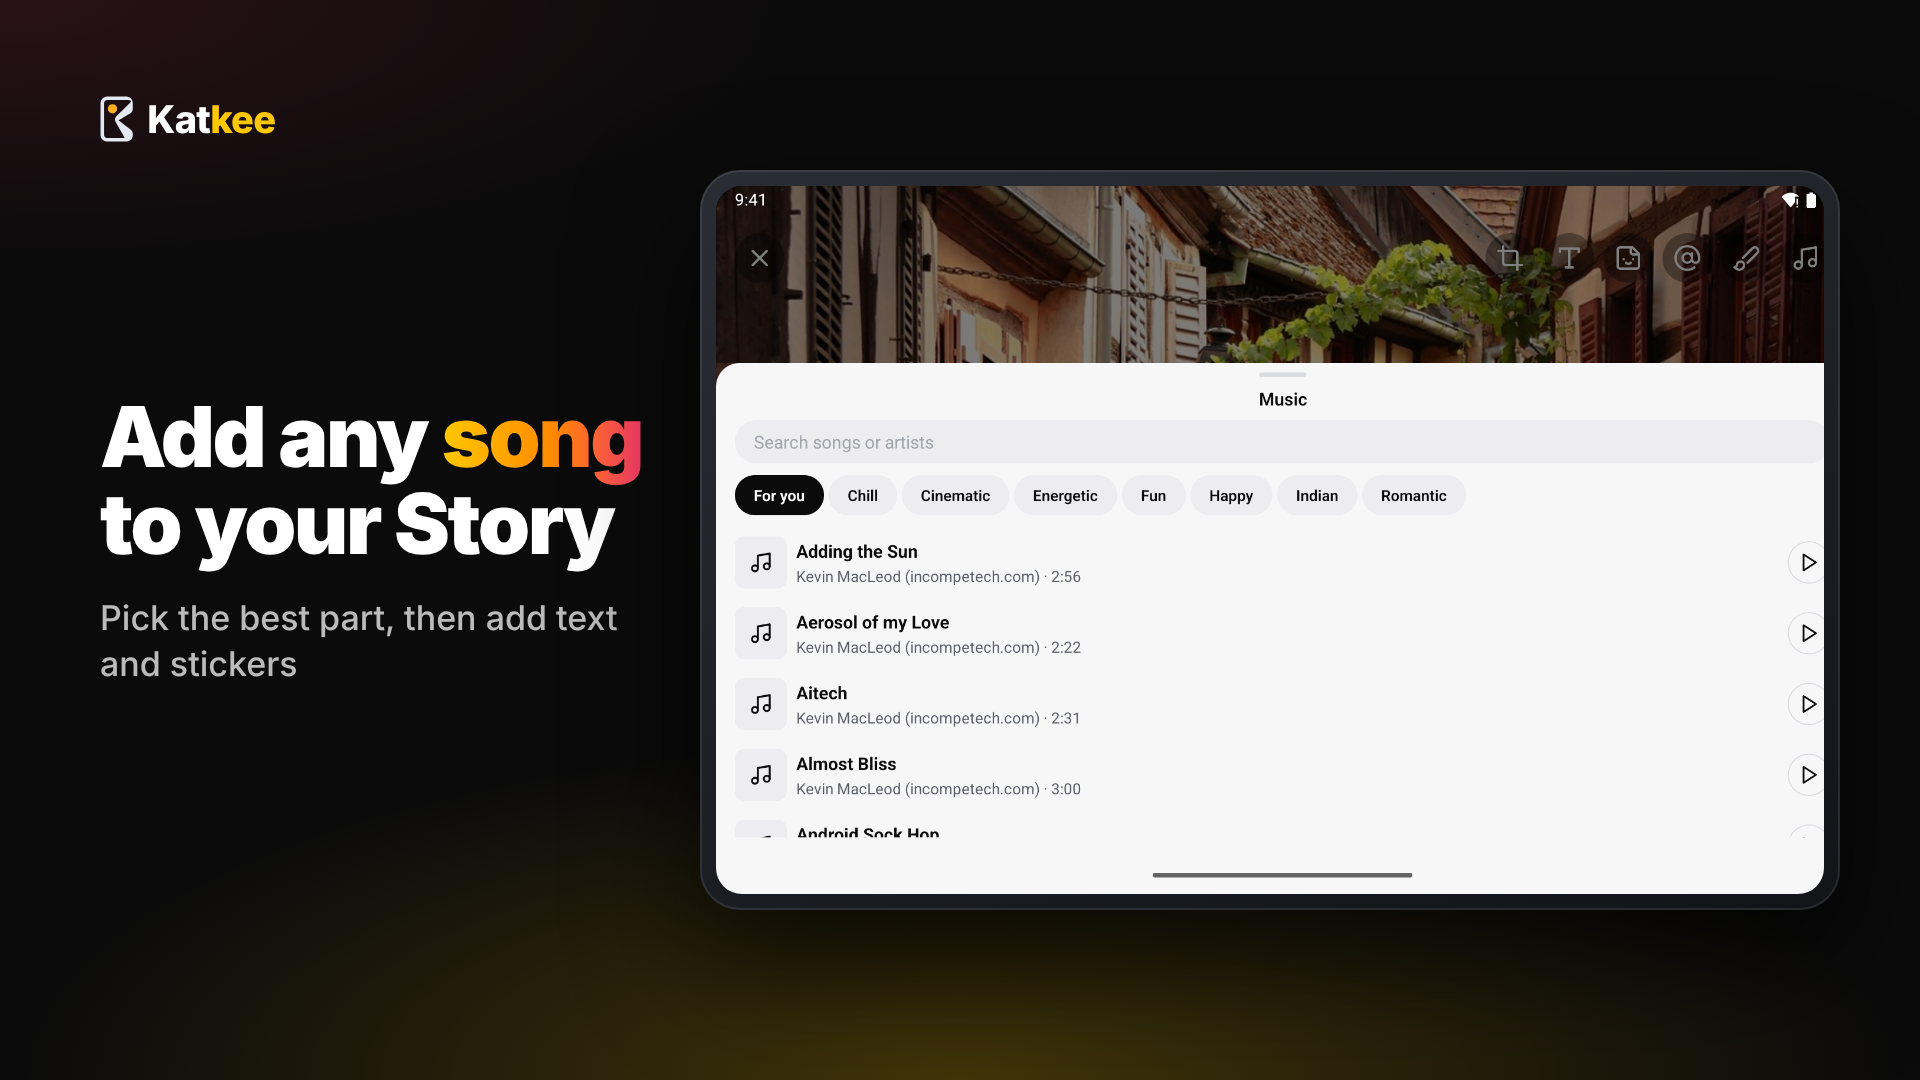 Katkee
Add any song
to your Story
Pick the best part, then add text
and stickers
9:41
Music
Search songs or artists
For you
Chill
Cinematic
Energetic
Fun
Happy
Indian
Romantic
Adding the Sun
Kevin MacLeod (incompetech.com) · 2:56
Aerosol of my Love
Kevin MacLeod (incompetech.com) · 2:22
Aitech
Kevin MacLeod (incompetech.com) · 2:31
Almost Bliss
Kevin MacLeod (incompetech.com) · 3:00
Android Sock Hop